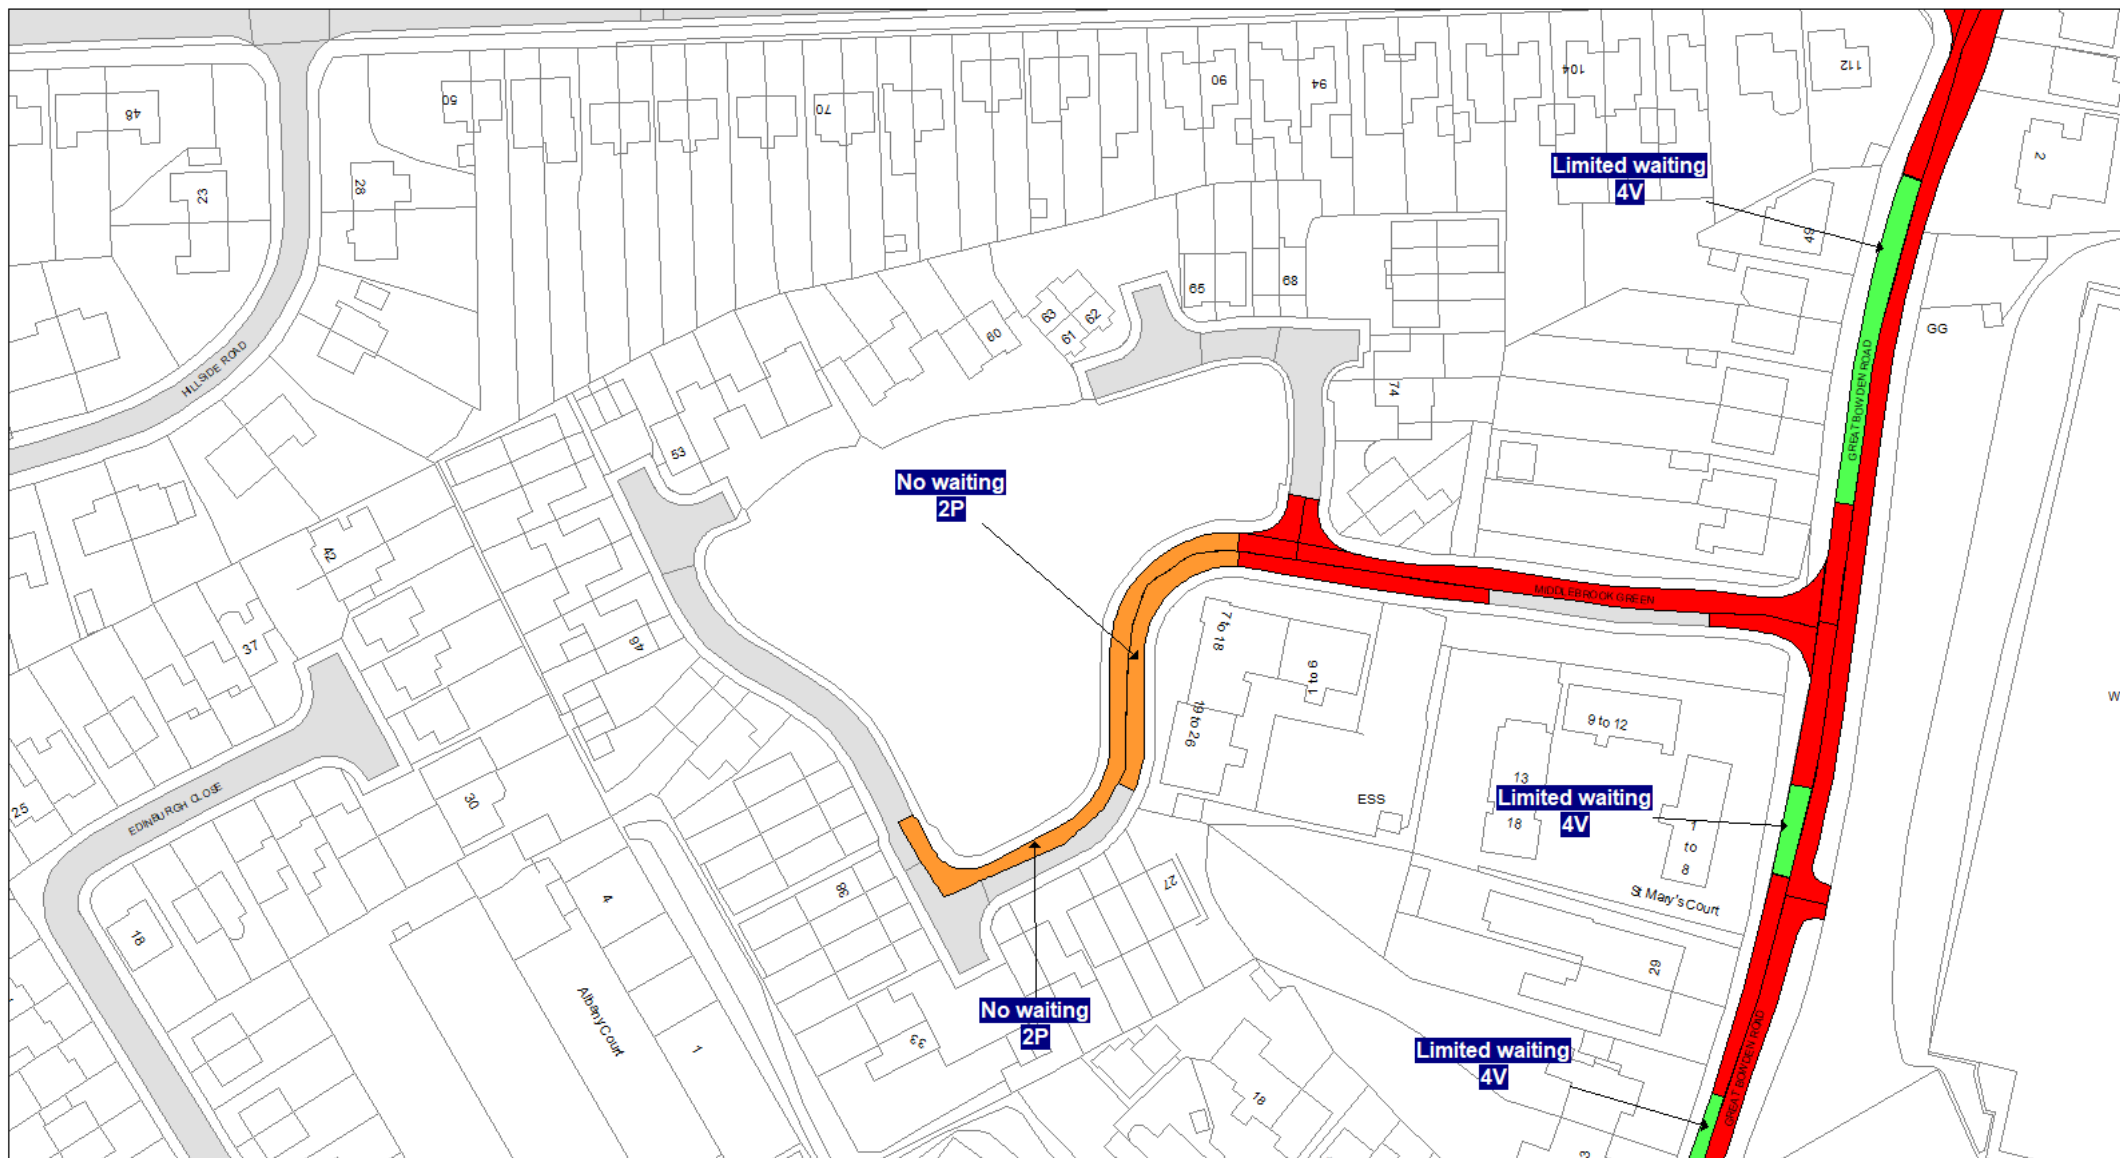 112
104
94
90
70
50
48
2
Limited waiting
4V
28
23
49
68
65
62
63
61
60
GG
HILLSIDE ROAD
GREAT BOWDEN ROAD
74
53
No waiting
2P
42
MIDDLEBROOK GREEN
46
37
7 to 18
1 to 6
W
19 to 26
9 to 12
13
18
ESS
Limited waiting
4V
1
to
8
25
EDINBURGH CLOSE
30
38
27
4
St Mary's Court
18
29
No waiting
2P
Albany Court
1
33
Limited waiting
4V
GREAT BOWDEN ROAD
18
3